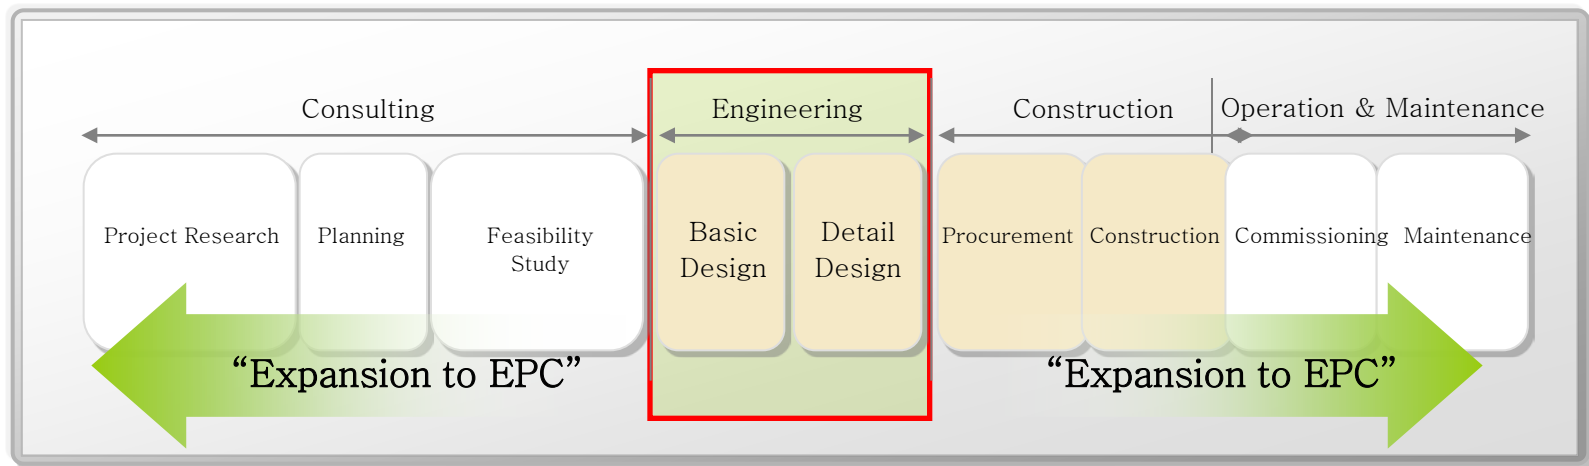 Consulting
Engineering
Construction
Operation & Maintenance
Project Research
Planning
Feasibility
Study
Basic
Design
Detail
Design
Procurement
Construction
Commissioning
Maintenance
“Expansion to EPC”
“Expansion to EPC”